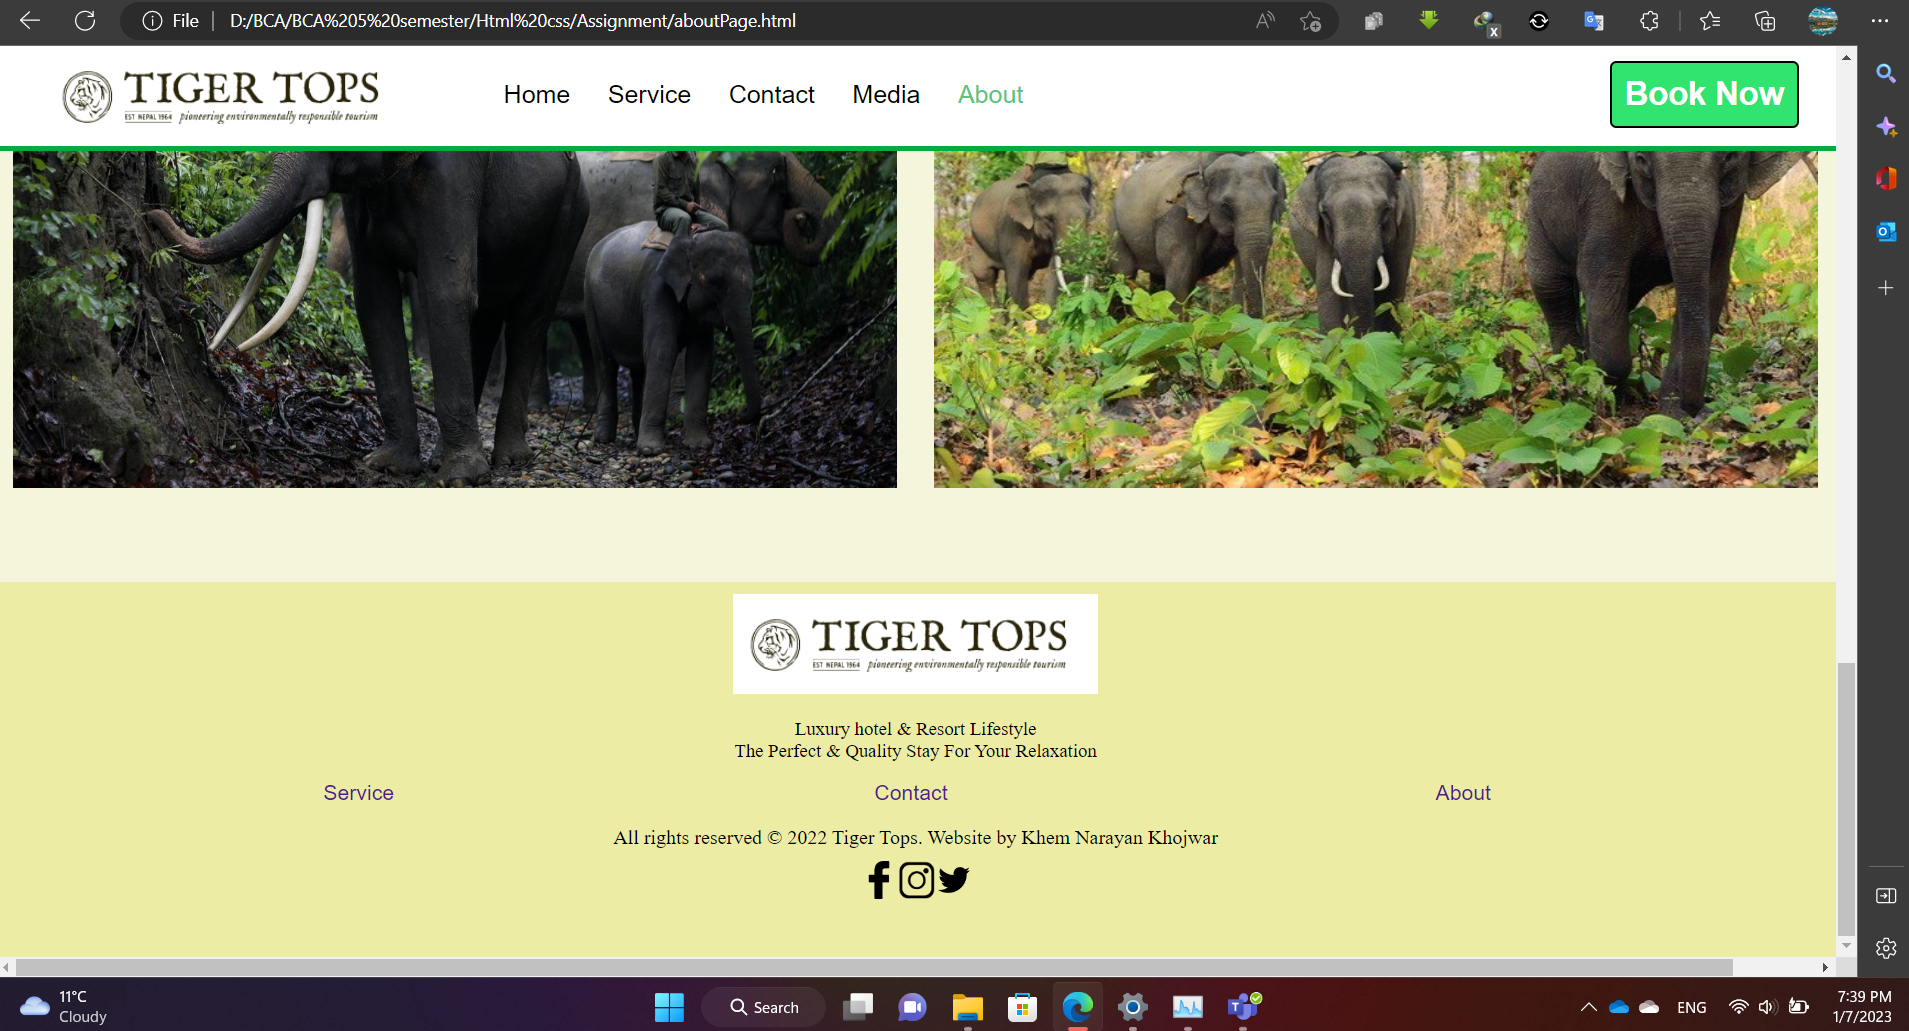 File
D:/BCA/BCA%205%20semester/Html%20css/Assignment/aboutPage.html
TIGER TOPS
EST NEPAL 1964 pioneering environmentally responsible tourism
Home Service Contact Media About
Book Now
TIGER TOPS
EST NEPAL 1964 pioneering environmentally responsible tourism
Luxury hotel & Resort Lifestyle
The Perfect & Quality Stay For Your Relaxation
Service Contact About
All rights reserved © 2022 Tiger Tops. Website by Khem Narayan Khojwar
11°C
Cloudy
Search
ENG
7:39 PM
1/7/2023